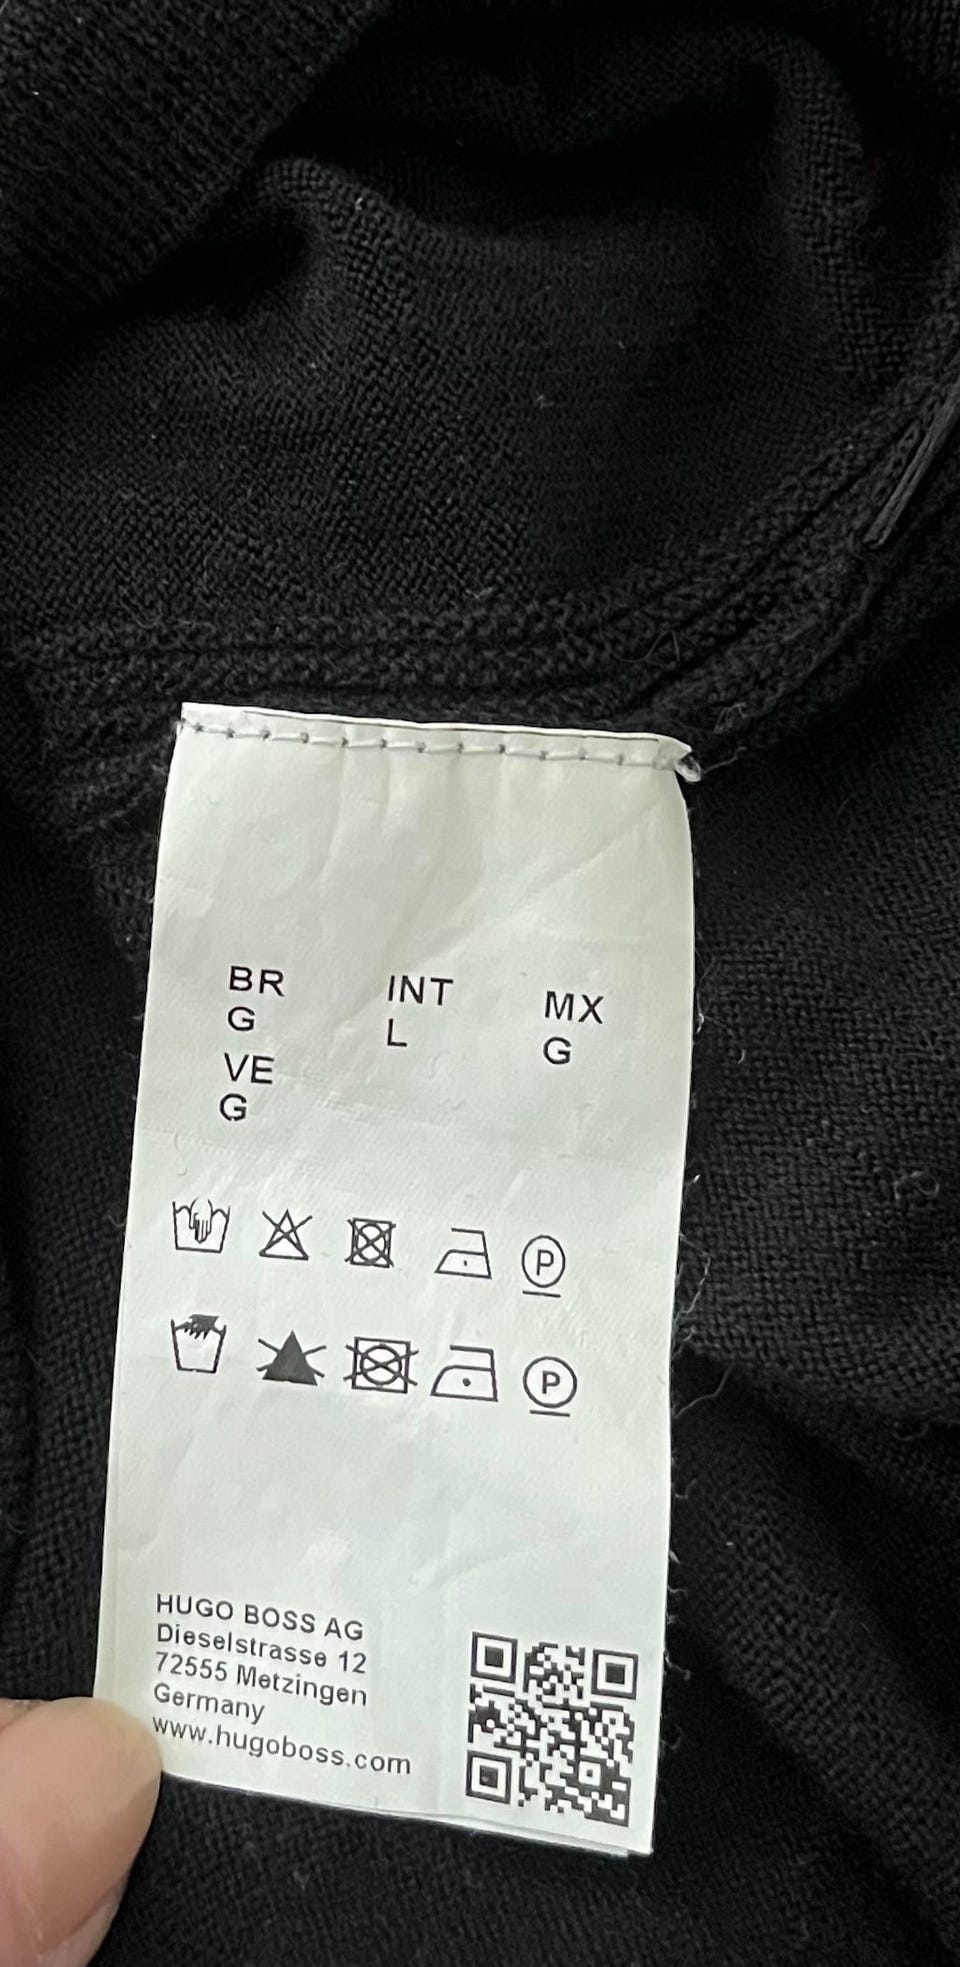 BR INT MX
G L G
VE
G
P
P
HUGO BOSS AG
Dieselstrasse 12
72555 Metzingen
Germany
www.hugoboss.com